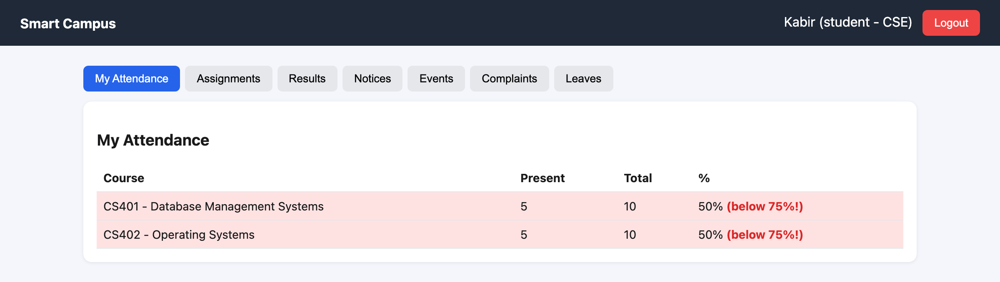 Smart Campus
Kabir (student - CSE) Logout
My Attendance Assignments Results Notices Events Complaints Leaves
My Attendance
Course Present Total %
CS401 - Database Management Systems 5 10 50% (below 75%!)
CS402 - Operating Systems 5 10 50% (below 75%!)